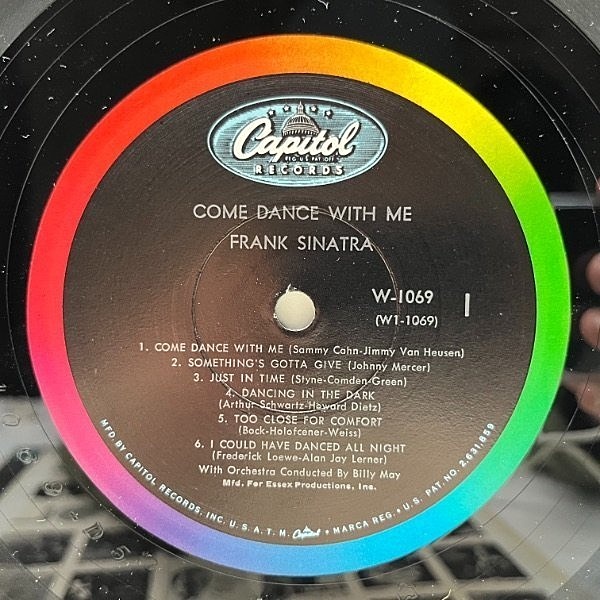 Capitol
REG. U.S. PAT. OFF.
RECORDS
COME DANCE WITH ME
FRANK SINATRA
W-1069 1
(W1-1069)
1. COME DANCE WITH ME (Sammy Cahn-Jimmy Van Heusen)
2. SOMETHING'S GOTTA GIVE (Johnny Mercer)
3. JUST IN TIME (Styne-Comden-Green)
4. DANCING IN THE DARK
(Arthur Schwartz-Howard Dietz)
5. TOO CLOSE FOR COMFORT
(Bock-Holofcener-Weiss)
6. I COULD HAVE DANCED ALL NIGHT
(Frederick Loewe-Alan Jay Lerner)
With Orchestra Conducted By Billy May
Mfd. For Essex Productions, Inc.
MFD. BY CAPITOL RECORDS, INC. U.S.A. T.M. Capitol • MARCA REG. • U.S. PAT. NO. 2,631,859